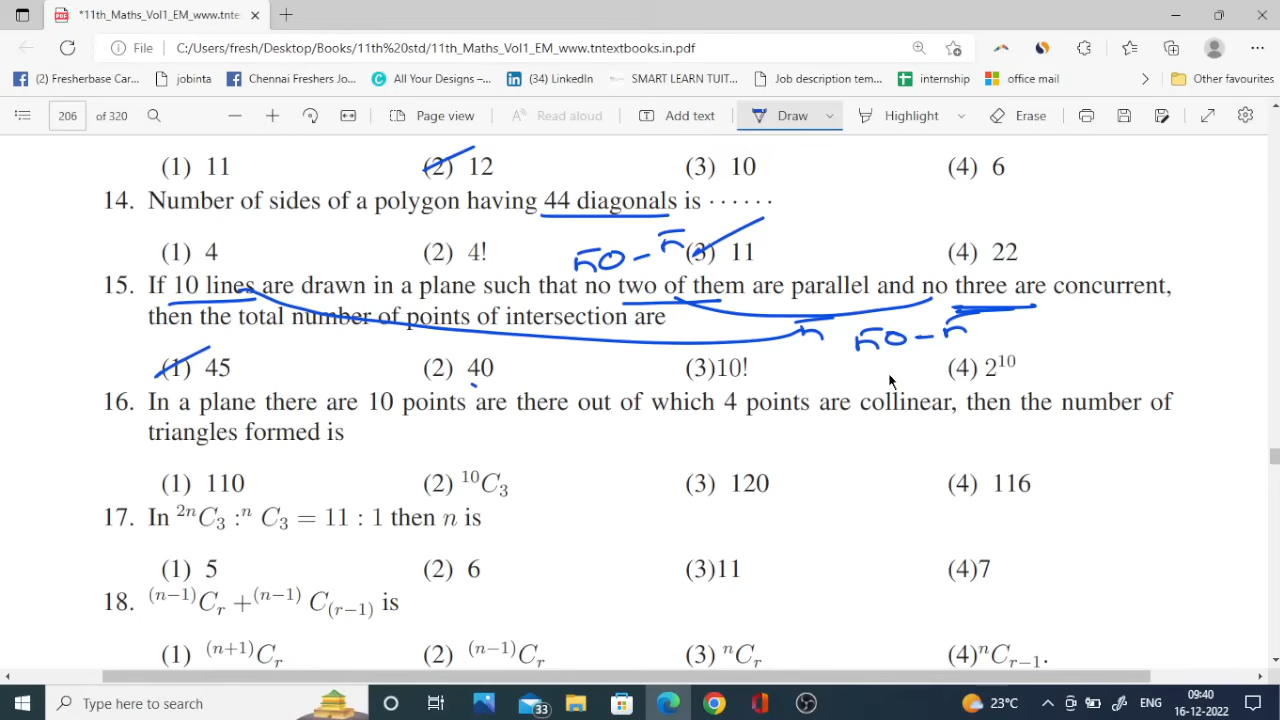 *11th_Maths_Vol1_EM_www.tnte
File C:/Users/fresh/Desktop/Books/11th%20std/11th_Maths_Vol1_EM_www.tntextbooks.in.pdf
(2) Fresherbase Car... jobinta Chennai Freshers Jo... All Your Designs –... (34) LinkedIn SMART LEARN TUIT... Job description tem... internship office mail Other favourites
206 of 320 Page view Read aloud Add text Draw Highlight Erase
(1) 11 (2) 12 (3) 10 (4) 6
14. Number of sides of a polygon having 44 diagonals is ······
(1) 4 (2) 4! (3) 11 (4) 22
15. If 10 lines are drawn in a plane such that no two of them are parallel and no three are concurrent,
then the total number of points of intersection are
(1) 45 (2) 40 (3)10! (4) 2¹⁰
16. In a plane there are 10 points are there out of which 4 points are collinear, then the number of
triangles formed is
(1) 110 (2) ¹⁰C₃ (3) 120 (4) 116
17. In ²ⁿC₃ :ⁿ C₃ = 11 : 1 then n is
(1) 5 (2) 6 (3)11 (4)7
18. ⁽ⁿ⁻¹⁾Cᵣ +⁽ⁿ⁻¹⁾ C₍ᵣ₋₁₎ is
(1) ⁽ⁿ⁺¹⁾Cᵣ (2) ⁽ⁿ⁻¹⁾Cᵣ (3) ⁿCᵣ (4)ⁿCᵣ₋₁.
Type here to search 33 23°C ENG 09:40
16-12-2022